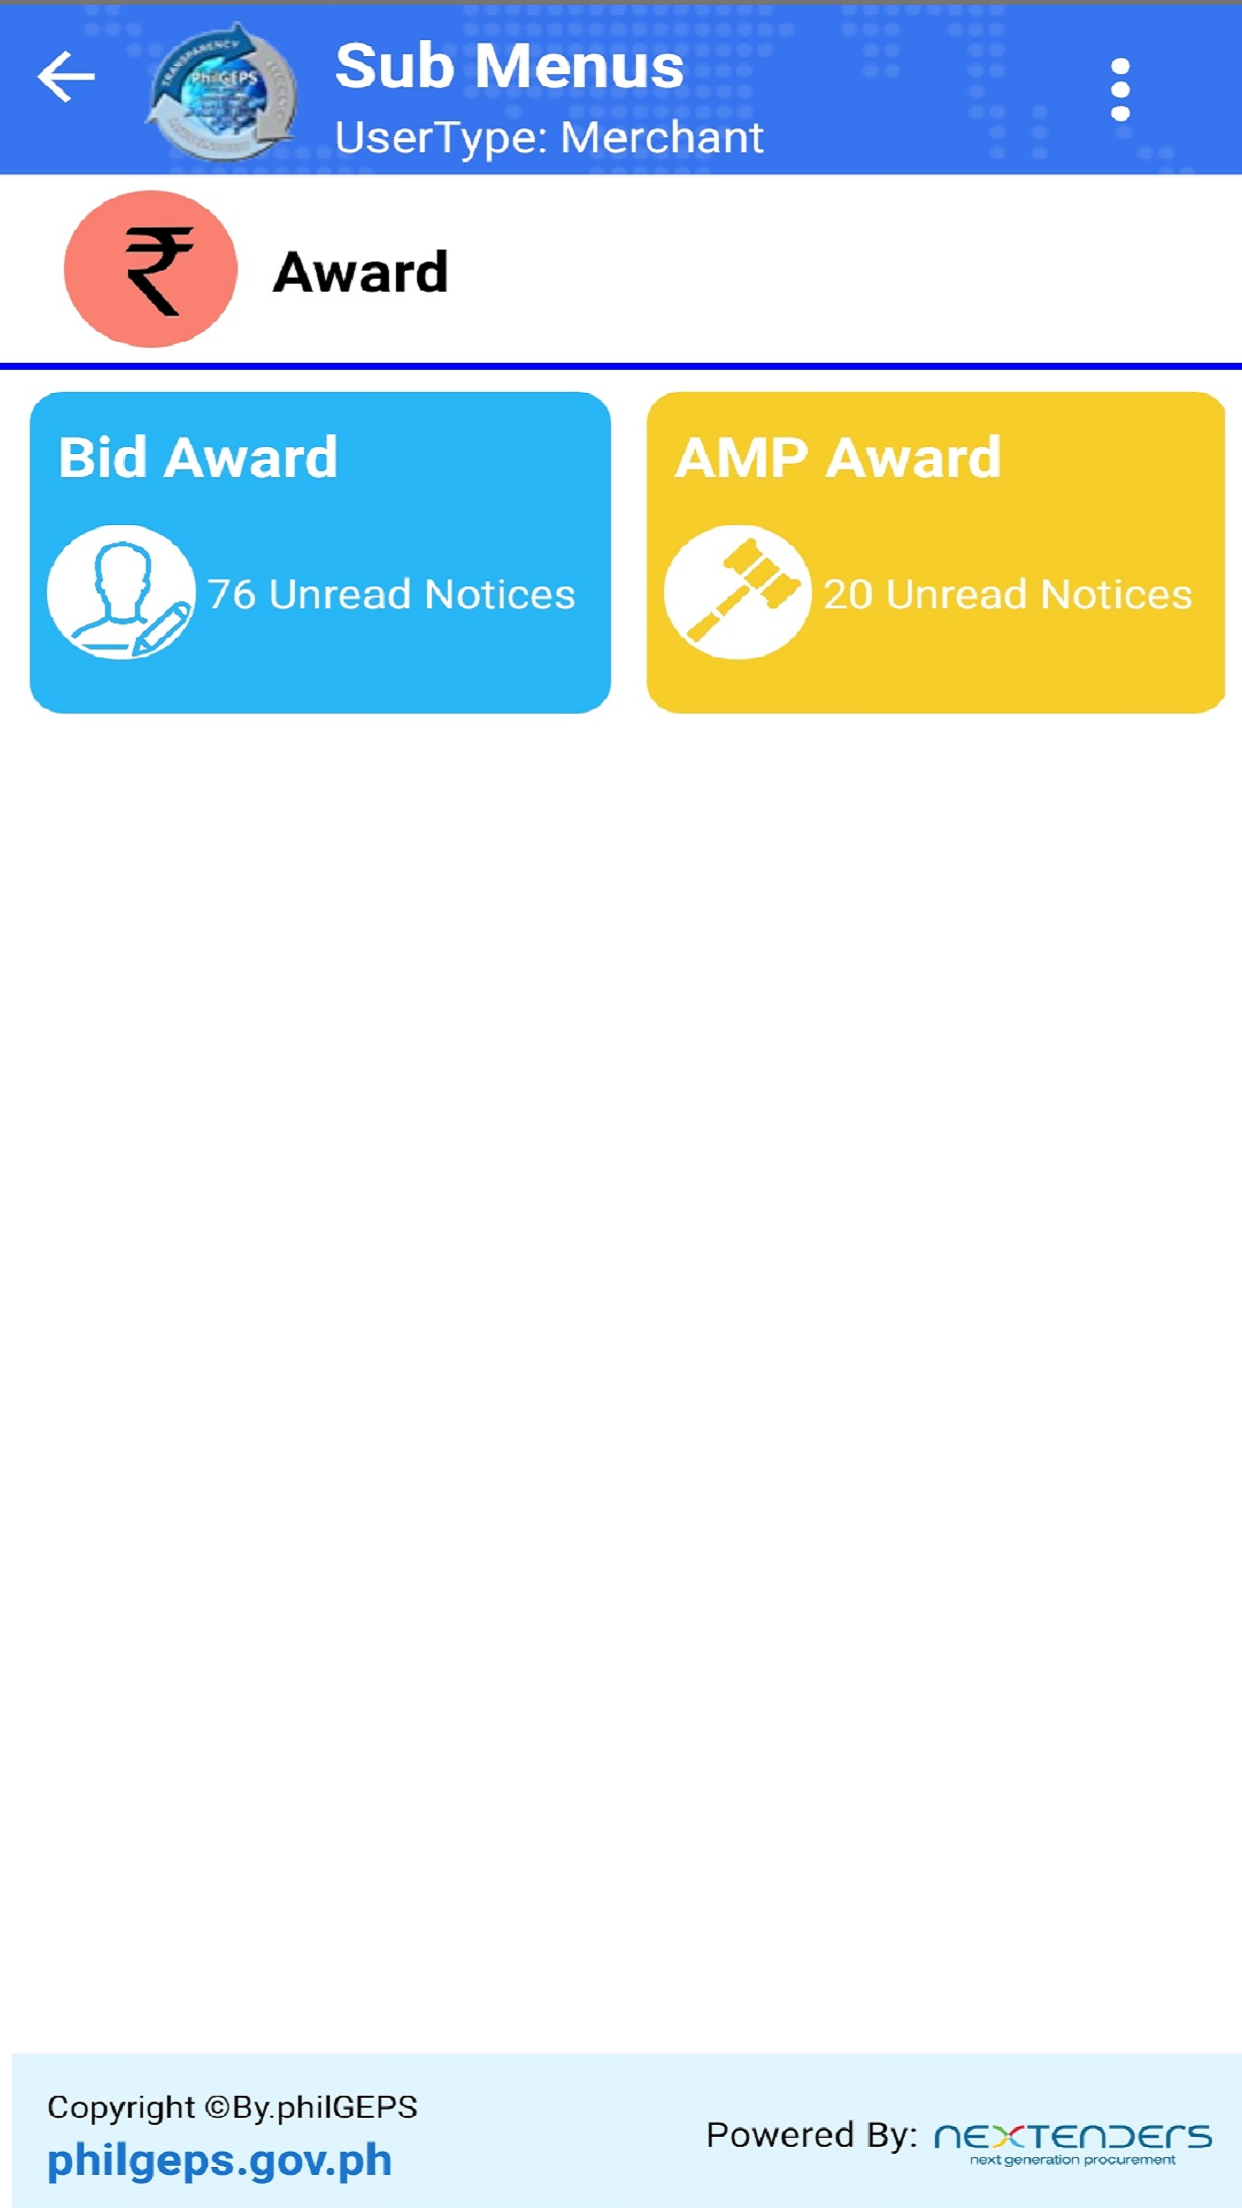 Sub Menus
UserType: Merchant
TRANSPARENCY
PhilGEPS
₹
Award
Bid Award
76 Unread Notices
AMP Award
20 Unread Notices
Copyright ©By.philGEPS
philgeps.gov.ph
Powered By: NEXTENDERS
next generation procurement